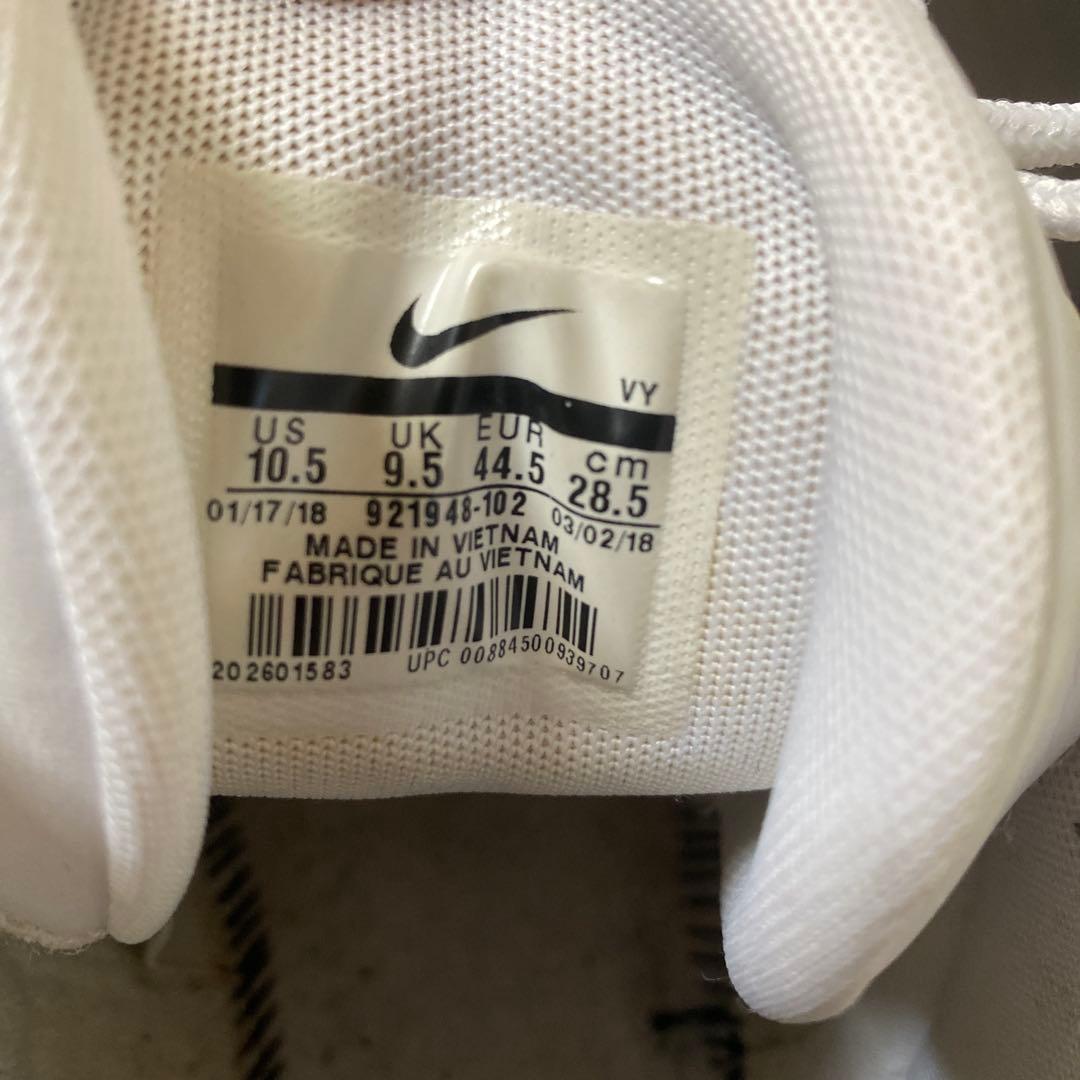 VY
US UK EUR cm
10.5 9.5 44.5 28.5
01/17/18 921948-102 03/02/18
MADE IN VIETNAM
FABRIQUE AU VIETNAM
202601583 UPC 00884500939707